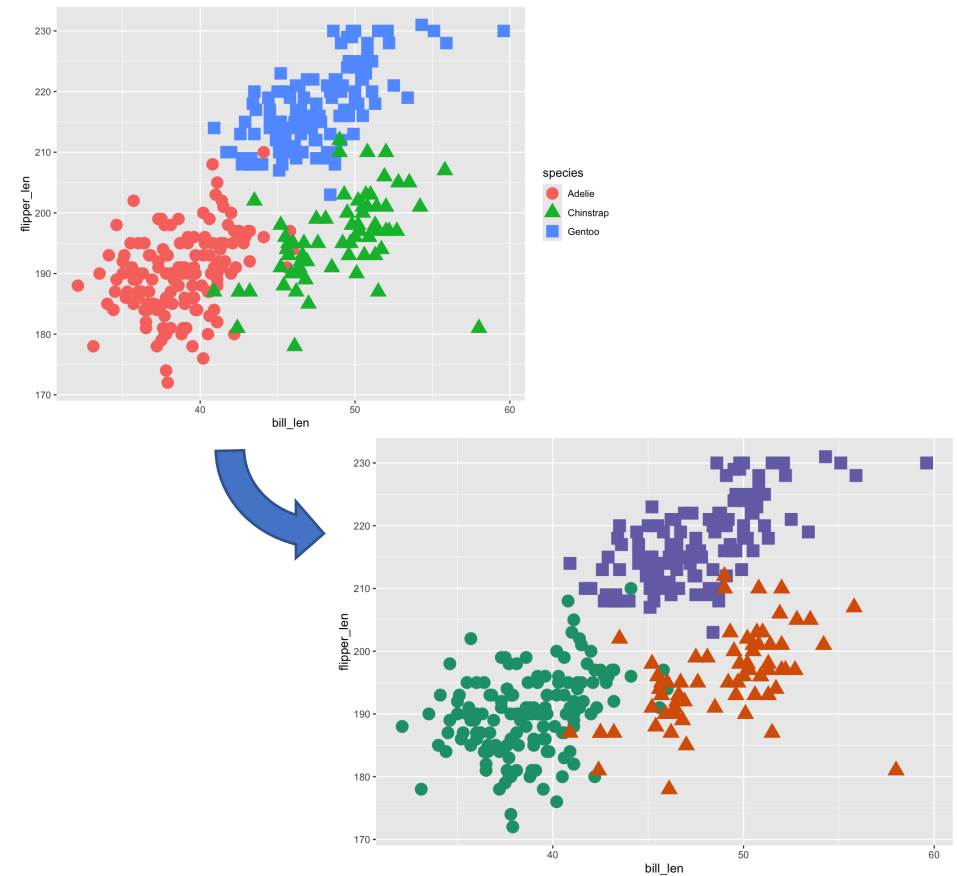 230
220
210
200
190
180
170
flipper_len
40
50
60
bill_len
species
Adelie
Chinstrap
Gentoo
230
220
210
200
190
180
170
flipper_len
40
50
60
bill_len